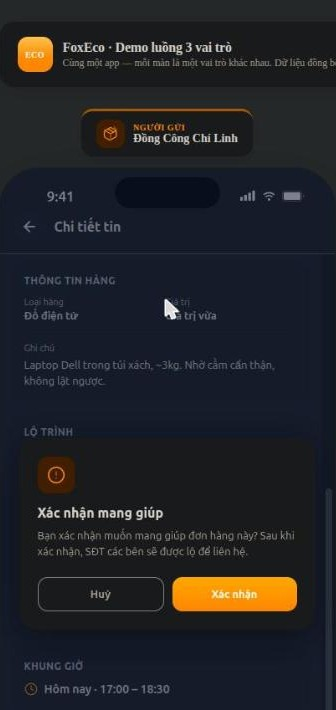 ECO
FoxEco · Demo luồng 3 vai trò
Cùng một app — mỗi màn là một vai trò khác nhau. Dữ liệu đồng
NGƯỜI GỬI
Đồng Công Chí Linh
9:41
Chi tiết tin
THÔNG TIN HÀNG
Loại hàng
trị
Đồ điện tử
trị vừa
Ghi chú
Laptop Dell trong túi xách, ~3kg. Nhờ cầm cẩn thận,
không lật ngược.
LỘ TRÌNH
Xác nhận mang giúp
Bạn xác nhận muốn mang giúp đơn hàng này? Sau khi
xác nhận, SĐT các bên sẽ được lộ để liên hệ.
Huỷ
Xác nhận
KHUNG GIỜ
Hôm nay · 17:00 – 18:30